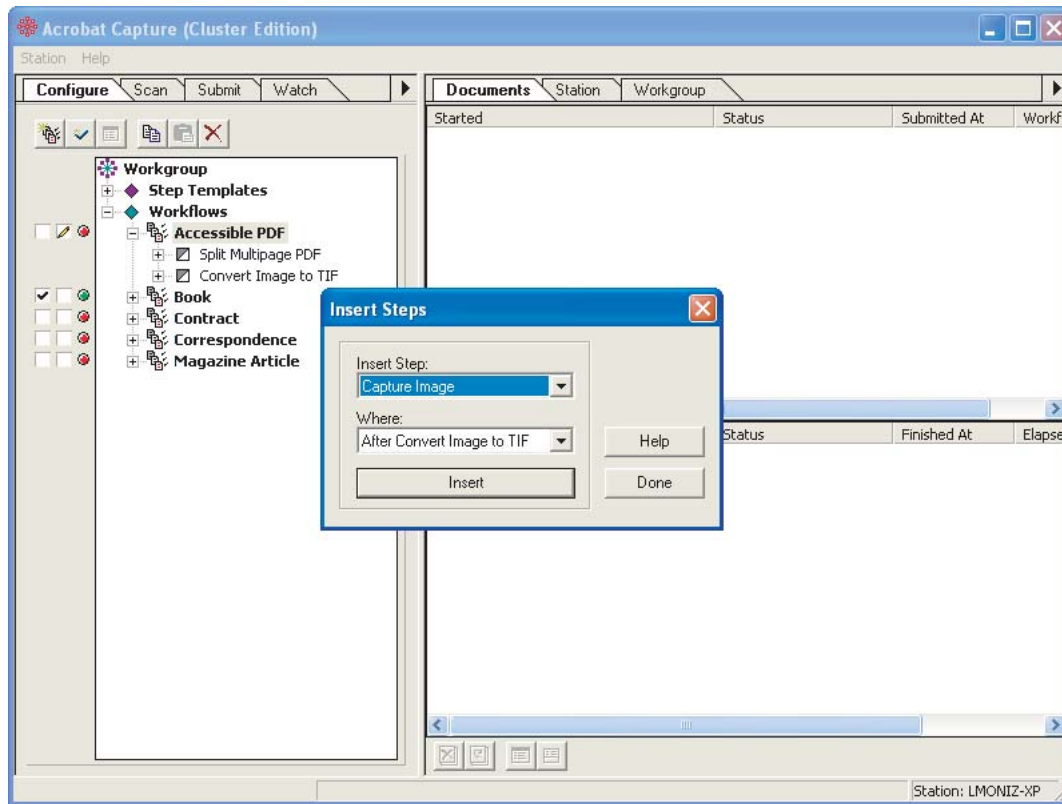 Acrobat Capture (Cluster Edition)
Station Help
Configure Scan Submit Watch
Documents Station Workgroup
Started Status Submitted At Workf
Workgroup
Step Templates
Workflows
Accessible PDF
Split Multipage PDF
Convert Image to TIF
Book
Contract
Correspondence
Magazine Article
Insert Steps
Insert Step:
Capture Image
Where:
After Convert Image to TIF
Insert
Help
Done
Status Finished At Elapse
Station: LMONIZ-XP